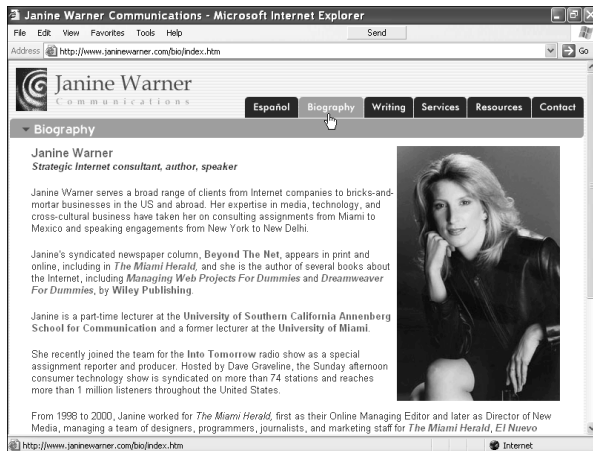 Janine Warner Communications - Microsoft Internet Explorer
File Edit View Favorites Tools Help Send
Address http://www.janinewarner.com/bio/index.htm Go
Janine Warner
Communications
Español Biography Writing Services Resources Contact
Biography
Janine Warner
Strategic Internet consultant, author, speaker
Janine Warner serves a broad range of clients from Internet companies to bricks-and-
mortar businesses in the US and abroad. Her expertise in media, technology, and
cross-cultural business have taken her on consulting assignments from Miami to
Mexico and speaking engagements from New York to New Delhi.
Janine's syndicated newspaper column, Beyond The Net, appears in print and
online, including in The Miami Herald, and she is the author of several books about
the Internet, including Managing Web Projects For Dummies and Dreamweaver
For Dummies, by Wiley Publishing.
Janine is a part-time lecturer at the University of Southern California Annenberg
School for Communication and a former lecturer at the University of Miami.
She recently joined the team for the Into Tomorrow radio show as a special
assignment reporter and producer. Hosted by Dave Graveline, the Sunday afternoon
consumer technology show is syndicated on more than 74 stations and reaches
more than 1 million listeners throughout the United States.
From 1998 to 2000, Janine worked for The Miami Herald, first as their Online Managing Editor and later as Director of New
Media, managing a team of designers, programmers, journalists, and marketing staff for The Miami Herald, El Nuevo
http://www.janinewarner.com/bio/index.htm Internet